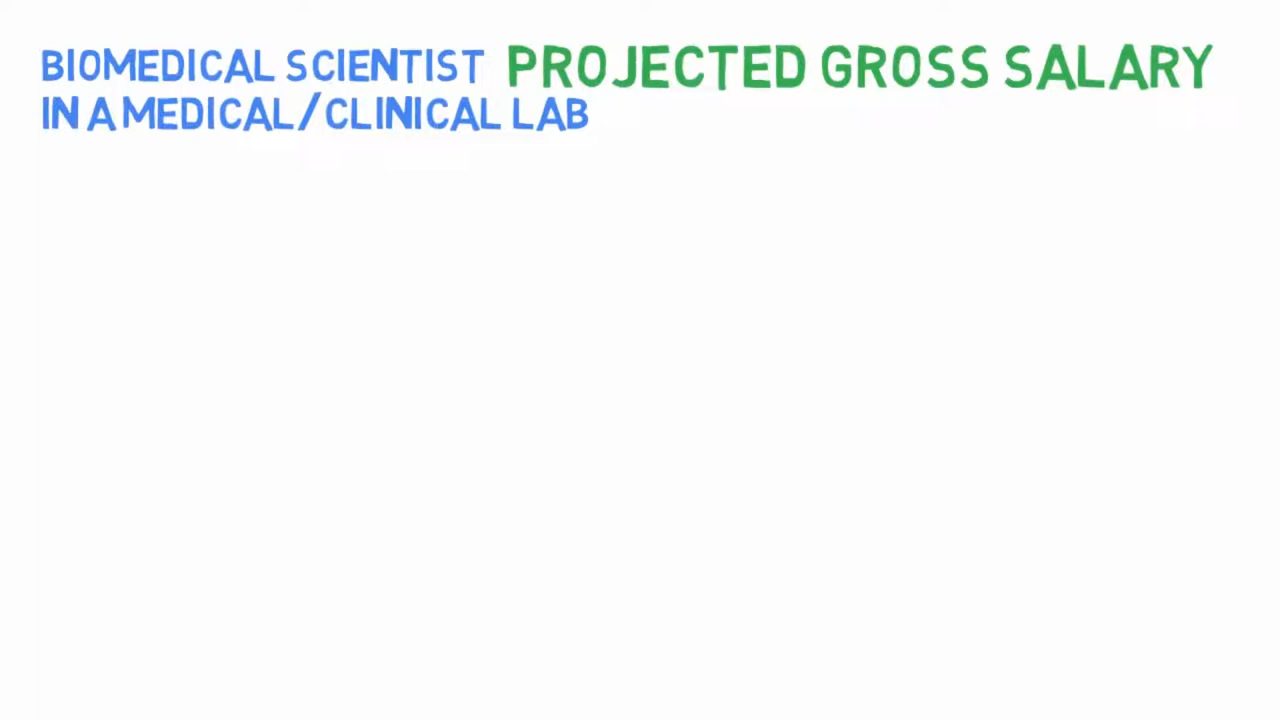 BIOMEDICAL SCIENTIST PROJECTED GROSS SALARY
IN A MEDICAL/CLINICAL LAB